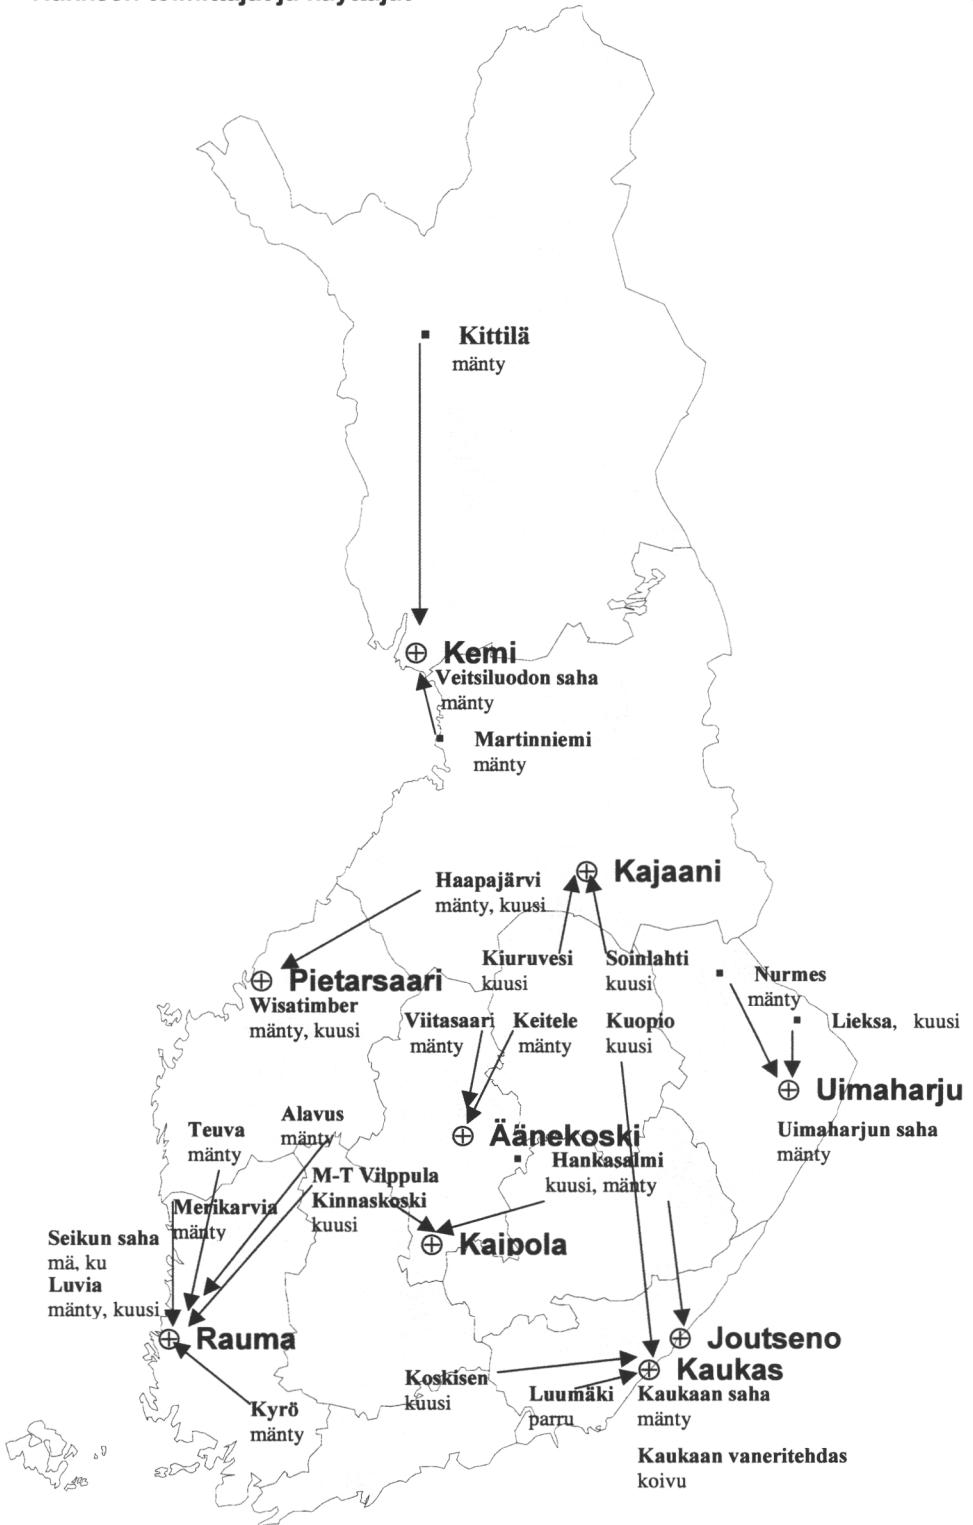 Kittilä
mänty
Kemi
Veitsiluodon saha
mänty
Martinniemi
mänty
Kajaani
Haapajärvi
mänty, kuusi
Kiuruvesi
kuusi
Soinlahti
kuusi
Pietarsaari
Wisatimber
mänty, kuusi
Nurmes
mänty
Viitasaari
mänty
Keitele
mänty
Kuopio
kuusi
Lieksa, kuusi
Uimaharju
Uimaharjun saha
mänty
Alavus
mänty
Teuva
mänty
Äänekoski
Hankasalmi
kuusi, mänty
M-T Vilppula
Kinnaskoski
kuusi
Merikarvia
mänty
Seikun saha
mä, ku
Luvia
mänty, kuusi
Kaipola
Rauma
Joutseno
Kaukas
Kaukaan saha
mänty
Kaukaan vaneritehdas
koivu
Koskisen
kuusi
Luumäki
parru
Kyrö
mänty